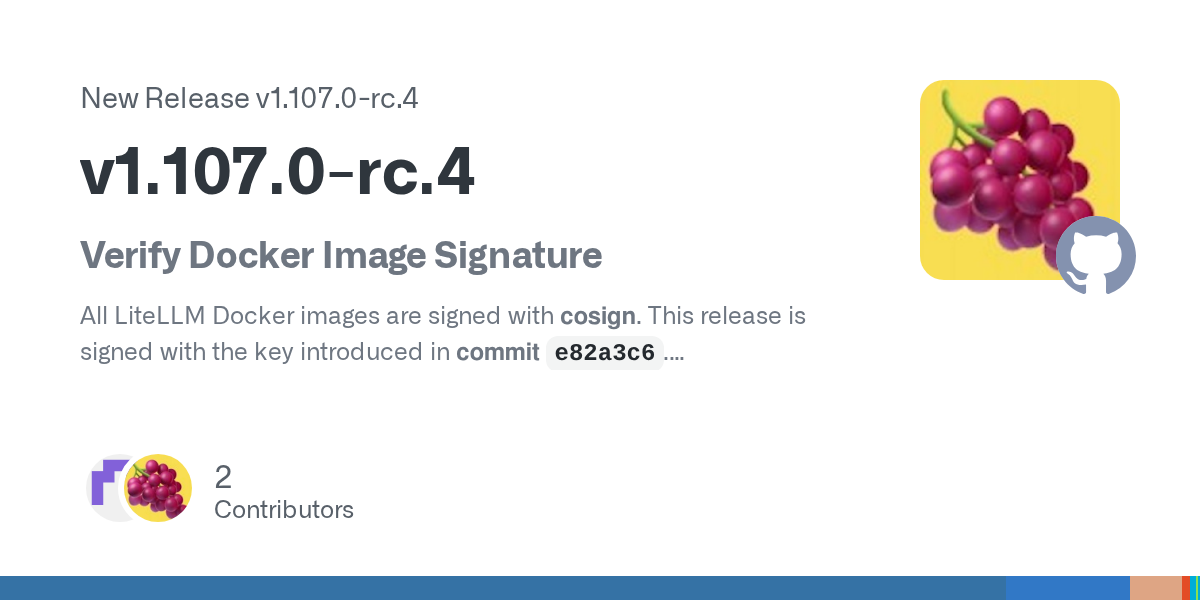 New Release v1.107.0-rc.4
v1.107.0-rc.4
Verify Docker Image Signature
All LiteLLM Docker images are signed with cosign. This release is
signed with the key introduced in commit e82a3c6....
2
Contributors